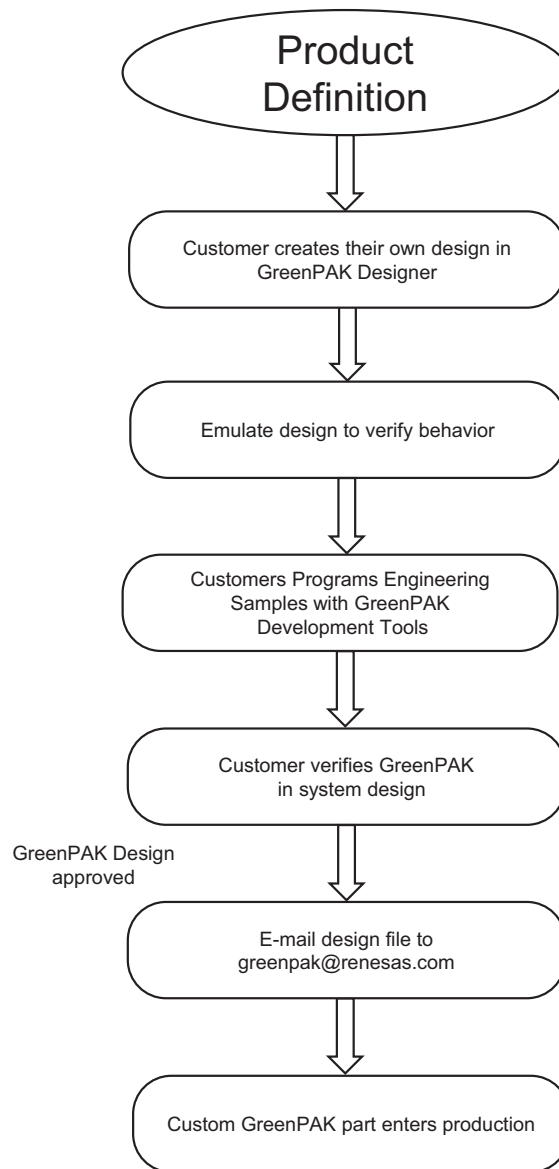 Product
Definition
Customer creates their own design in
GreenPAK Designer
Emulate design to verify behavior
Customers Programs Engineering
Samples with GreenPAK
Development Tools
Customer verifies GreenPAK
in system design
GreenPAK Design
approved
E-mail design file to
greenpak@renesas.com
Custom GreenPAK part enters production